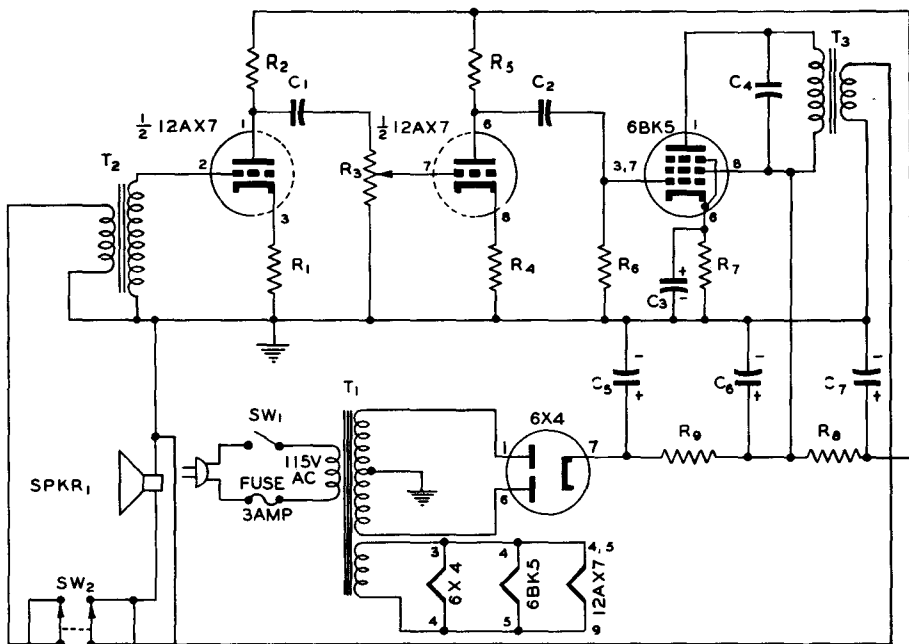 R2
C1
½ 12AX7
1
2
3
T2
R1
R3
R5
C2
½ 12AX7
6
7
8
R4
6BK5
1
3,7
8
6
R6
C3
+
-
R7
C4
T3
C5
-
+
C6
-
+
C7
-
+
R9
R8
SPKR1
SW2
SW1
115V
AC
FUSE
3AMP
T1
6X4
1
6
7
3
6X4
4
4
6BK5
5
4,5
12AX7
9